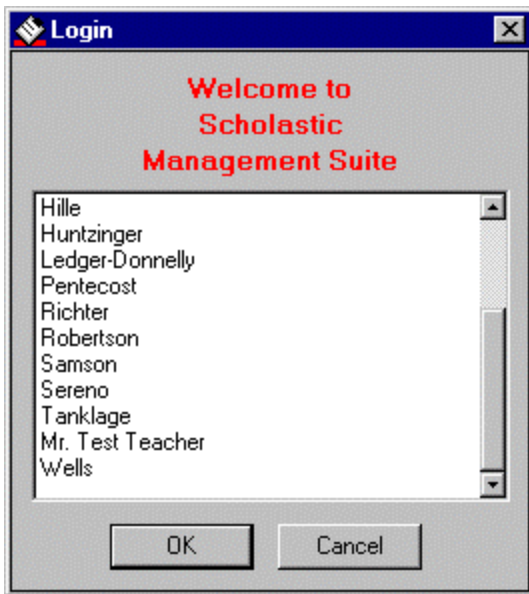 Login
Welcome to
Scholastic
Management Suite
Hille
Huntzinger
Ledger-Donnelly
Pentecost
Richter
Robertson
Samson
Sereno
Tanklage
Mr. Test Teacher
Wells
OK
Cancel